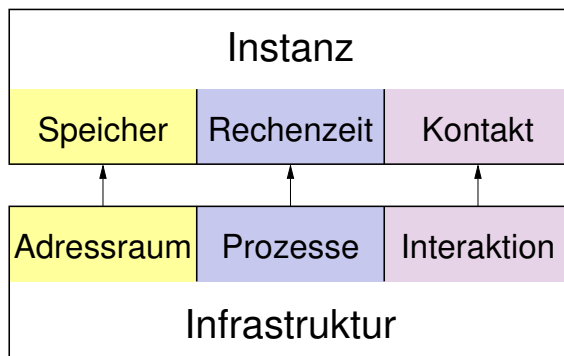 Instanz
Speicher Rechenzeit Kontakt
Adressraum Prozesse Interaktion
Infrastruktur